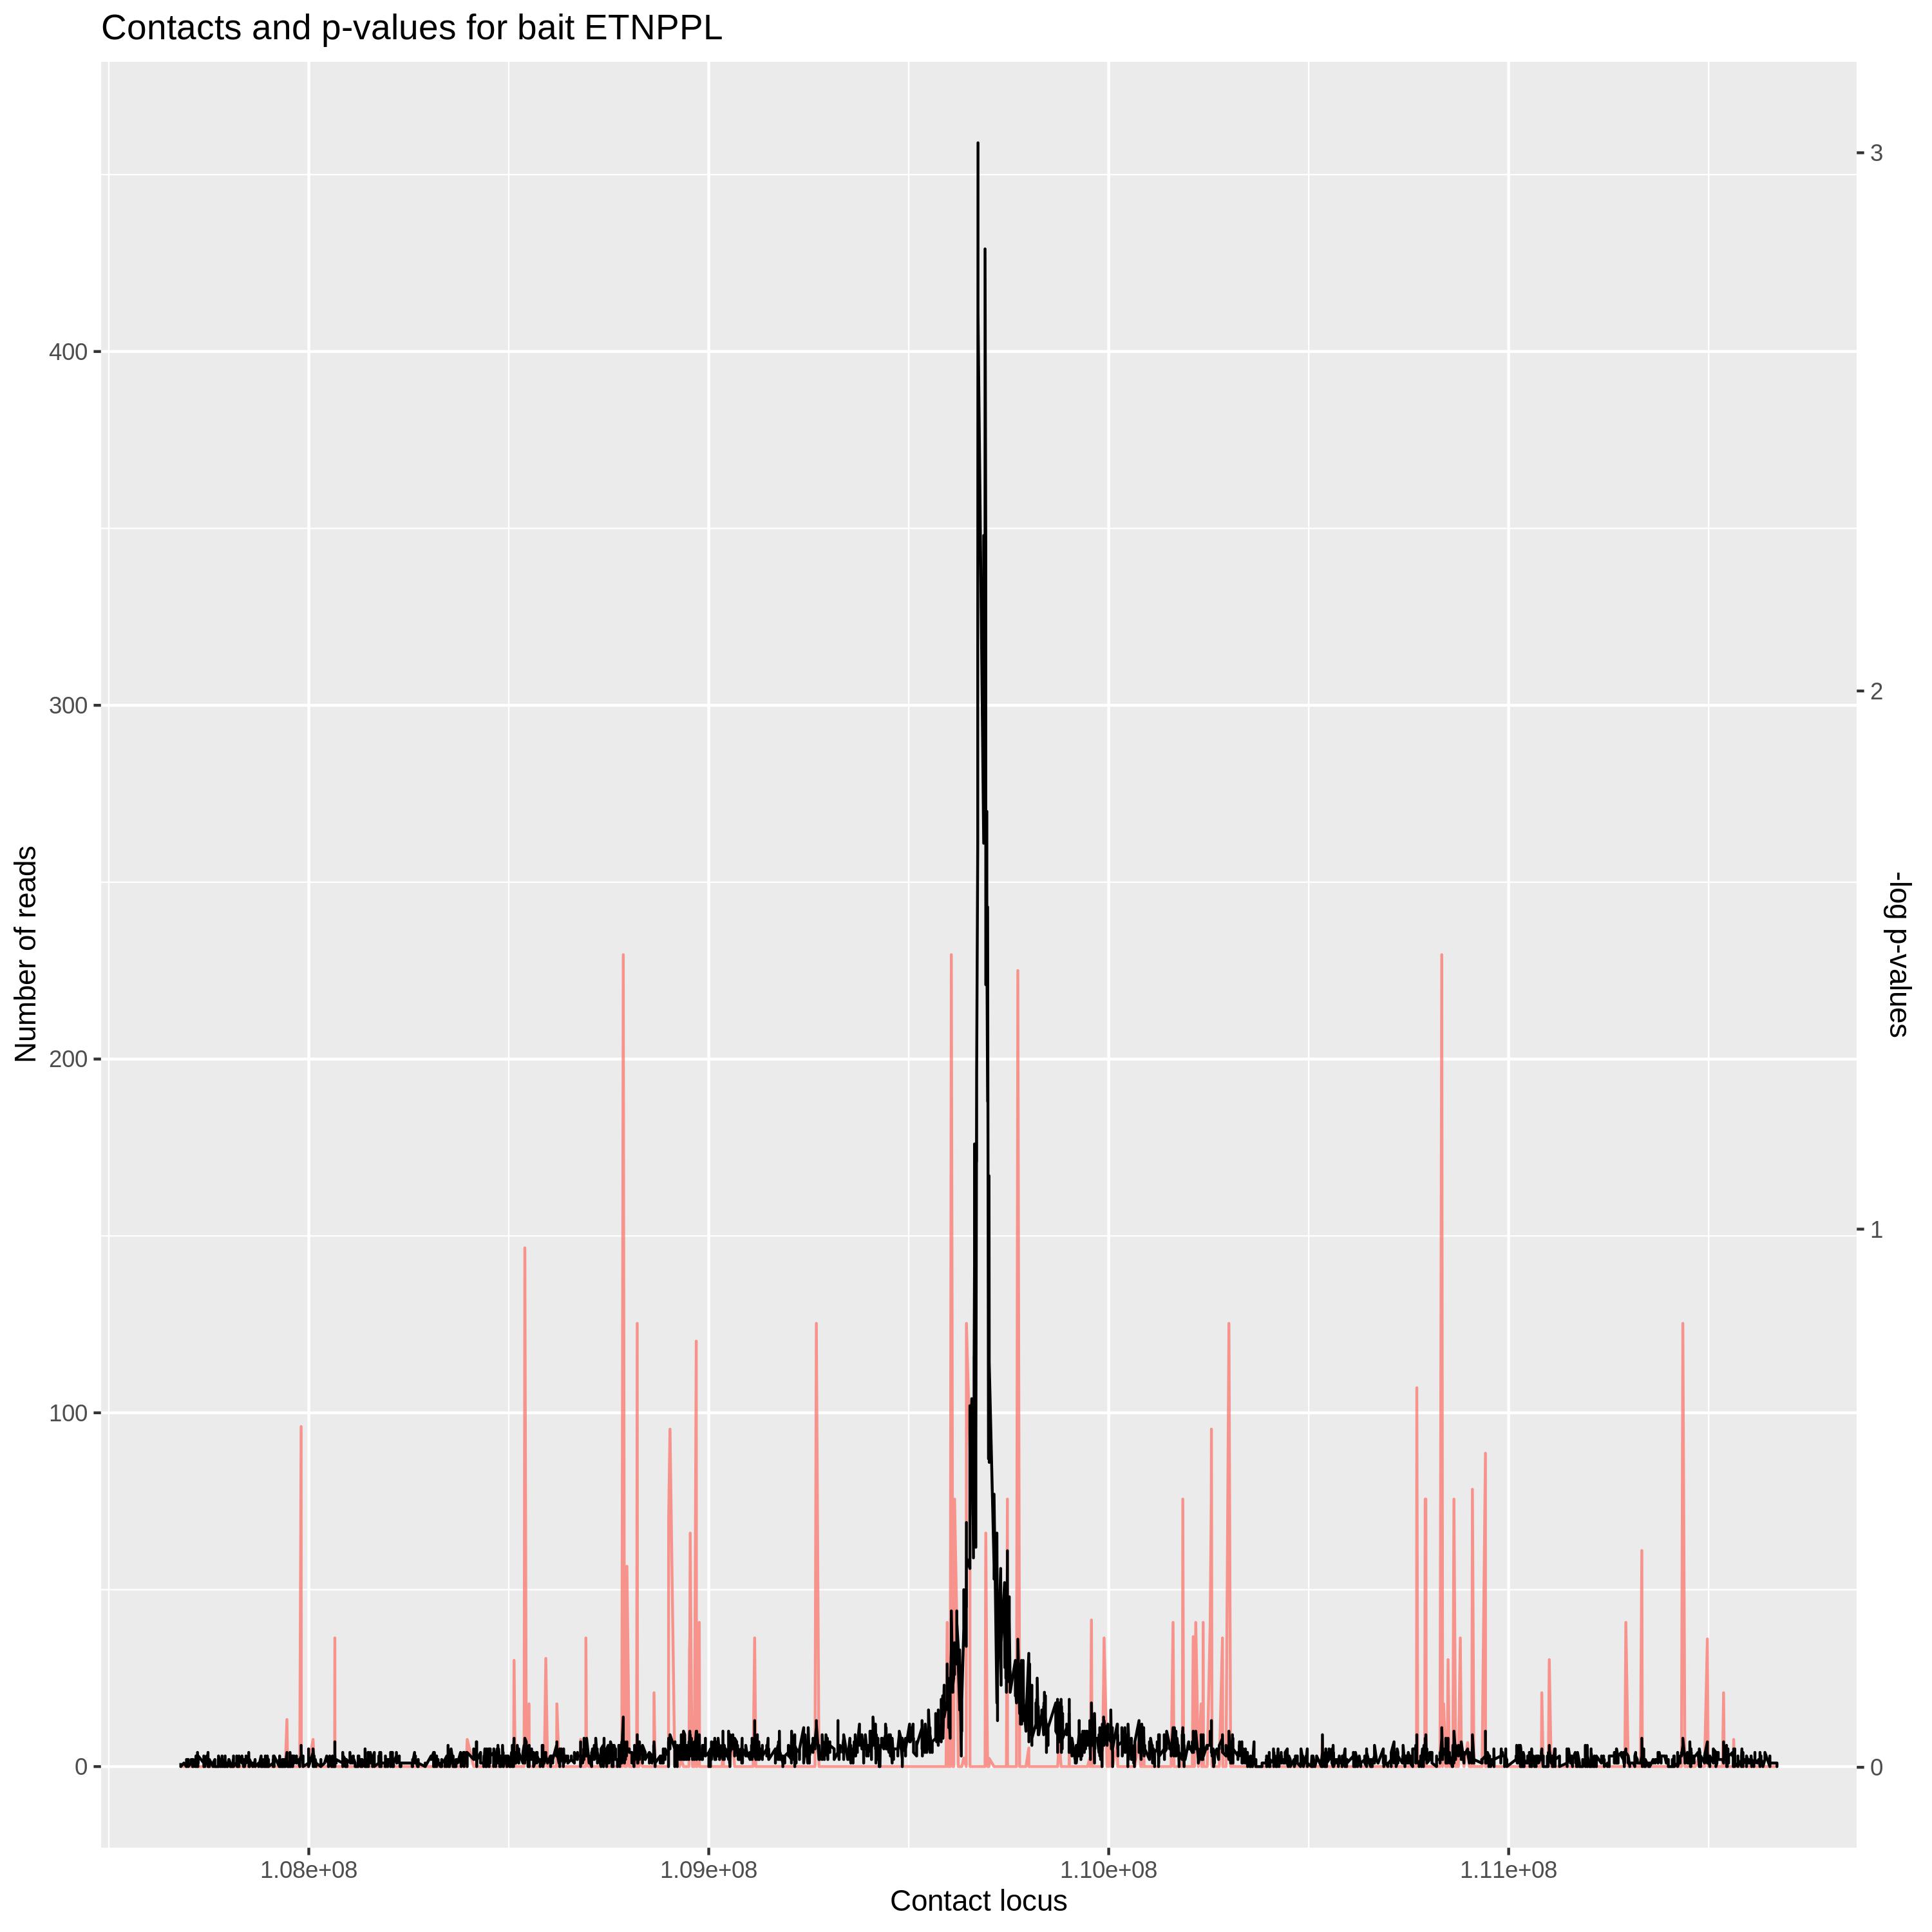 Contacts and p-values for bait ETNPPL
Number of reads
400
300
200
100
0
3
2
1
0
-log p-values
1.08e+08
1.09e+08
1.10e+08
1.11e+08
Contact locus